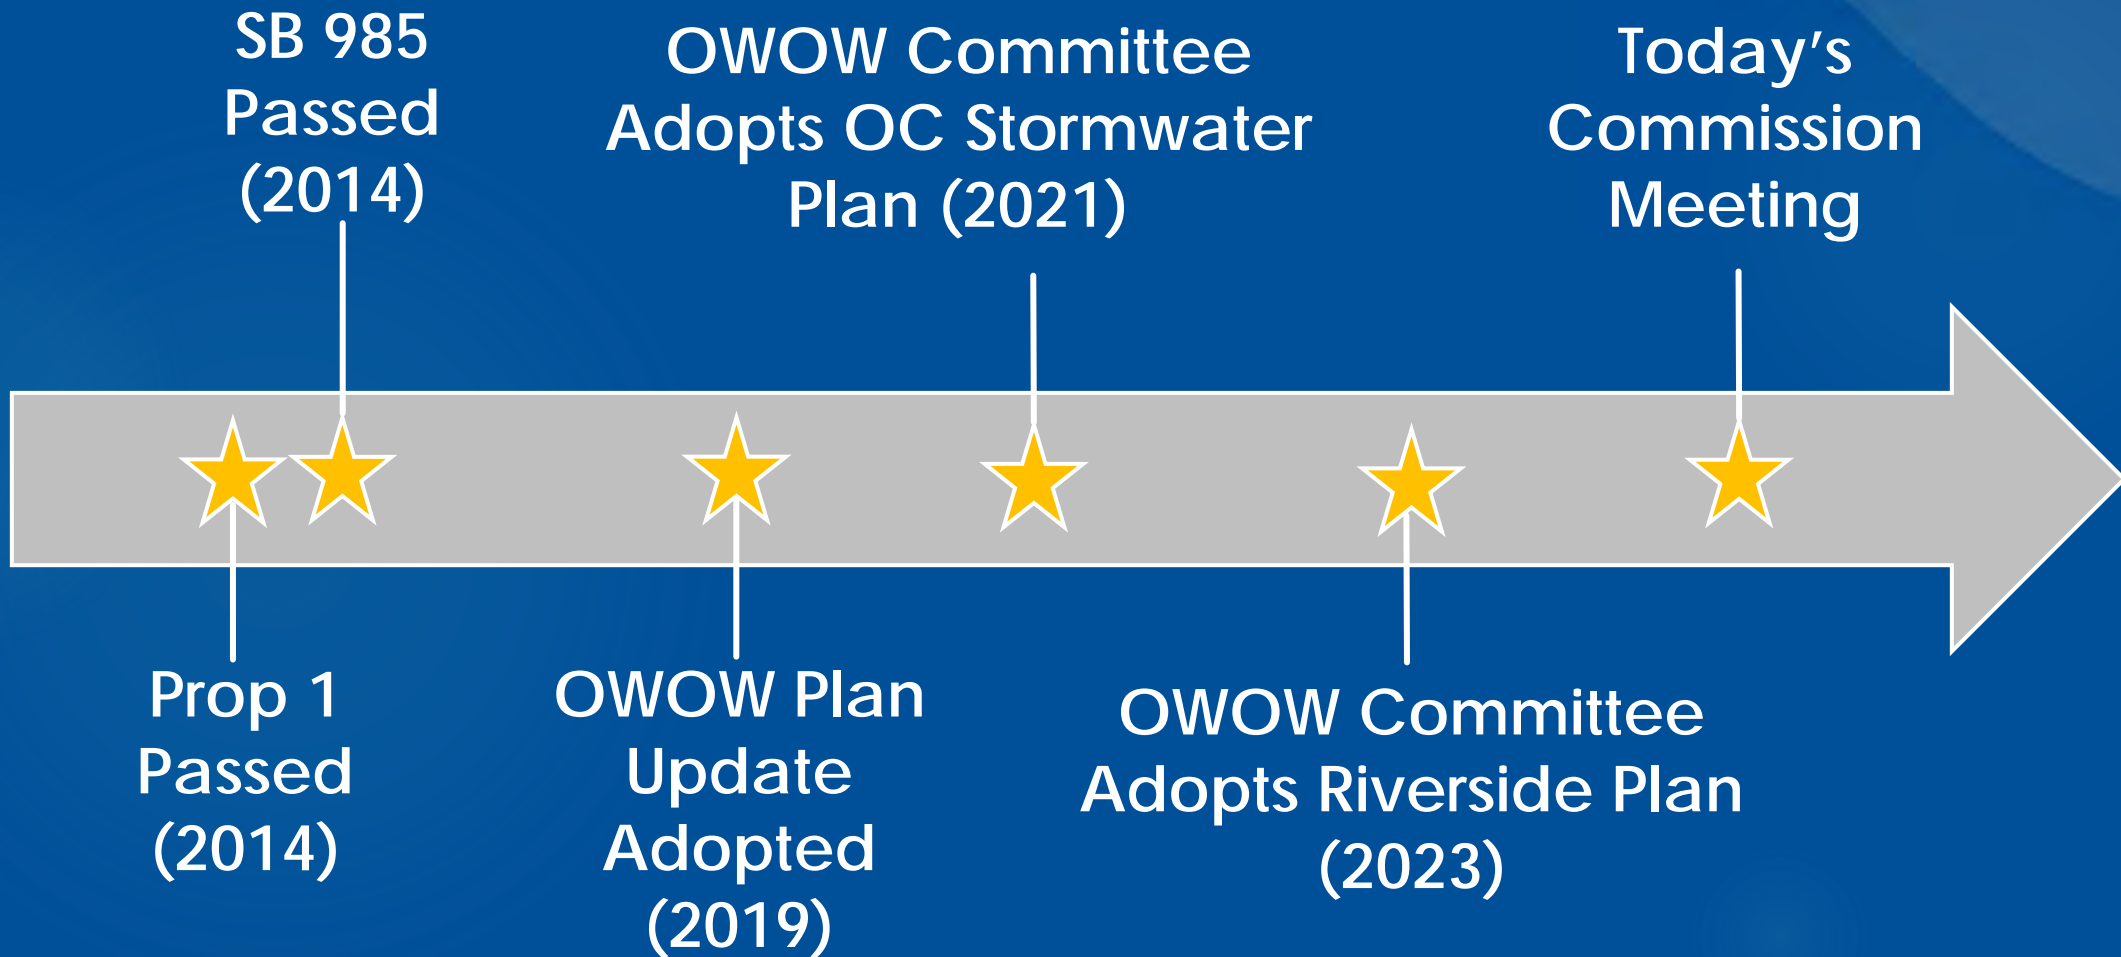 SB 985
Passed
(2014)
OWOW Committee
Adopts OC Stormwater
Plan (2021)
Today's
Commission
Meeting
Prop 1
Passed
(2014)
OWOW Plan
Update
Adopted
(2019)
OWOW Committee
Adopts Riverside Plan
(2023)